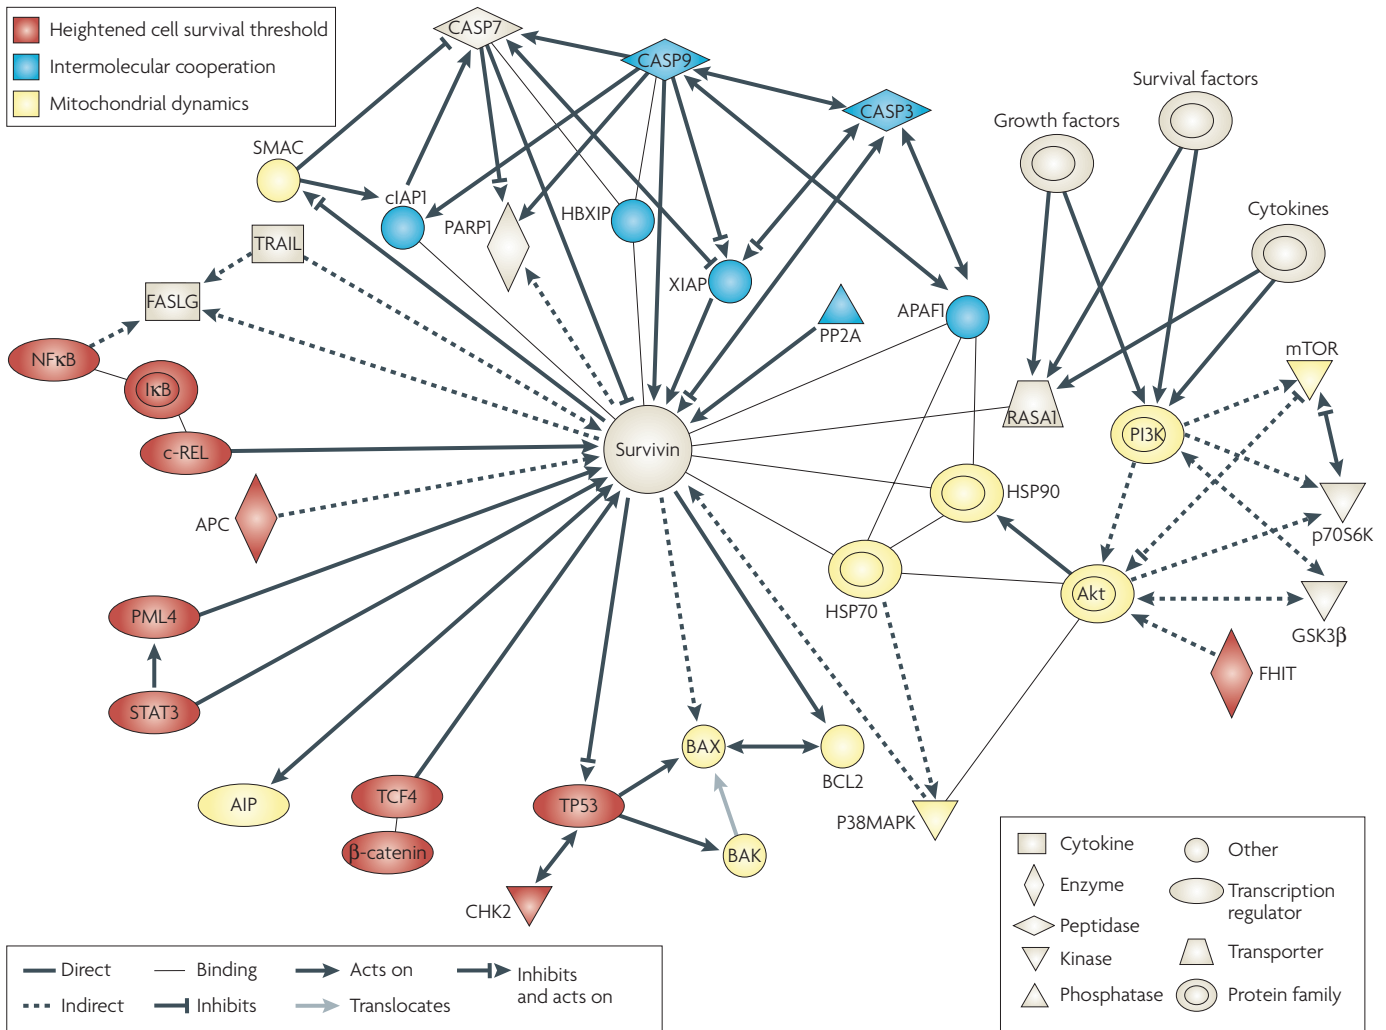 Heightened cell survival threshold
Intermolecular cooperation
Mitochondrial dynamics
CASP7
CASP9
CASP3
Survival factors
Growth factors
Cytokines
SMAC
cIAP1
PARP1
HBXIP
XIAP
PP2A
APAF1
TRAIL
FASLG
NFκB
IκB
c-REL
mTOR
RASA1
PI3K
Survivin
HSP90
p70S6K
APC
HSP70
Akt
GSK3β
FHIT
PML4
STAT3
BAX
BCL2
AIP
TCF4
TP53
P38MAPK
β-catenin
BAK
CHK2
Direct
Binding
Acts on
Inhibits
and acts on
Indirect
Inhibits
Translocates
Cytokine
Other
Enzyme
Transcription
regulator
Peptidase
Kinase
Transporter
Phosphatase
Protein family